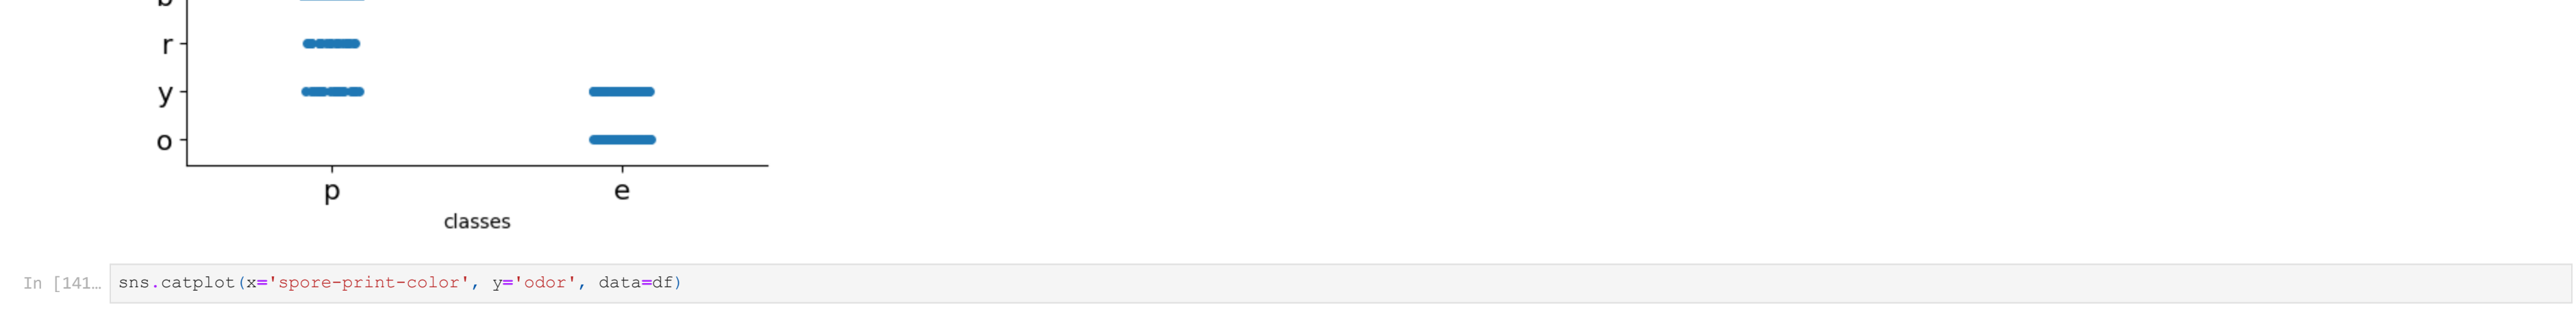 b
r
y
o
p e
classes
In [141... sns.catplot(x='spore-print-color', y='odor', data=df)